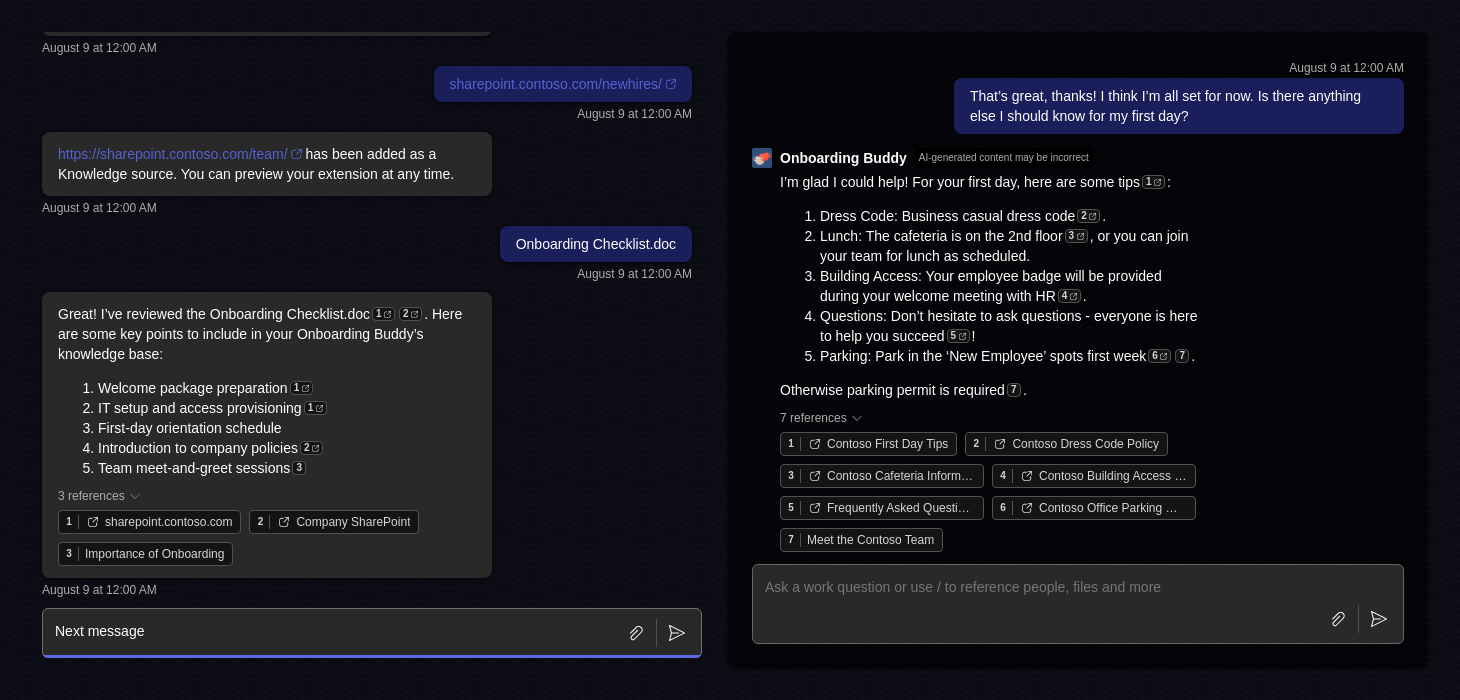 August 9 at 12:00 AM
sharepoint.contoso.com/newhires/
August 9 at 12:00 AM
https://sharepoint.contoso.com/team/ has been added as a
Knowledge source. You can preview your extension at any time.
August 9 at 12:00 AM
Onboarding Checklist.doc
August 9 at 12:00 AM
Great! I’ve reviewed the Onboarding Checklist.doc 1 2 . Here
are some key points to include in your Onboarding Buddy’s
knowledge base:
1. Welcome package preparation 1
2. IT setup and access provisioning 1
3. First-day orientation schedule
4. Introduction to company policies 2
5. Team meet-and-greet sessions 3
3 references
1 sharepoint.contoso.com 2 Company SharePoint
3 Importance of Onboarding
August 9 at 12:00 AM
Next message
August 9 at 12:00 AM
That’s great, thanks! I think I’m all set for now. Is there anything
else I should know for my first day?
Onboarding Buddy AI-generated content may be incorrect
I’m glad I could help! For your first day, here are some tips 1 :
1. Dress Code: Business casual dress code 2 .
2. Lunch: The cafeteria is on the 2nd floor 3 , or you can join
your team for lunch as scheduled.
3. Building Access: Your employee badge will be provided
during your welcome meeting with HR 4 .
4. Questions: Don’t hesitate to ask questions - everyone is here
to help you succeed 5 !
5. Parking: Park in the ‘New Employee’ spots first week 6 7 .
Otherwise parking permit is required 7 .
7 references
1 Contoso First Day Tips 2 Contoso Dress Code Policy
3 Contoso Cafeteria Inform… 4 Contoso Building Access …
5 Frequently Asked Questi… 6 Contoso Office Parking …
7 Meet the Contoso Team
Ask a work question or use / to reference people, files and more